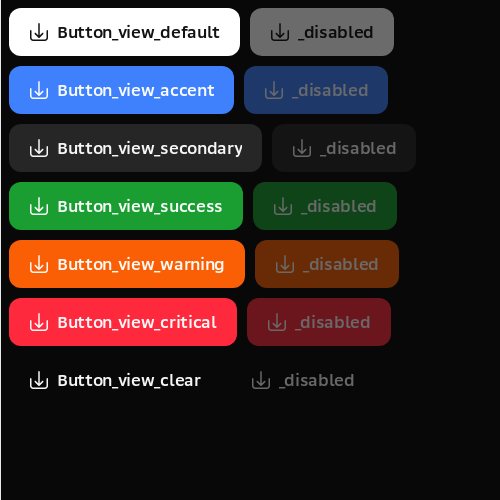 Button_view_default _disabled
Button_view_accent _disabled
Button_view_secondary _disabled
Button_view_success _disabled
Button_view_warning _disabled
Button_view_critical _disabled
Button_view_clear _disabled